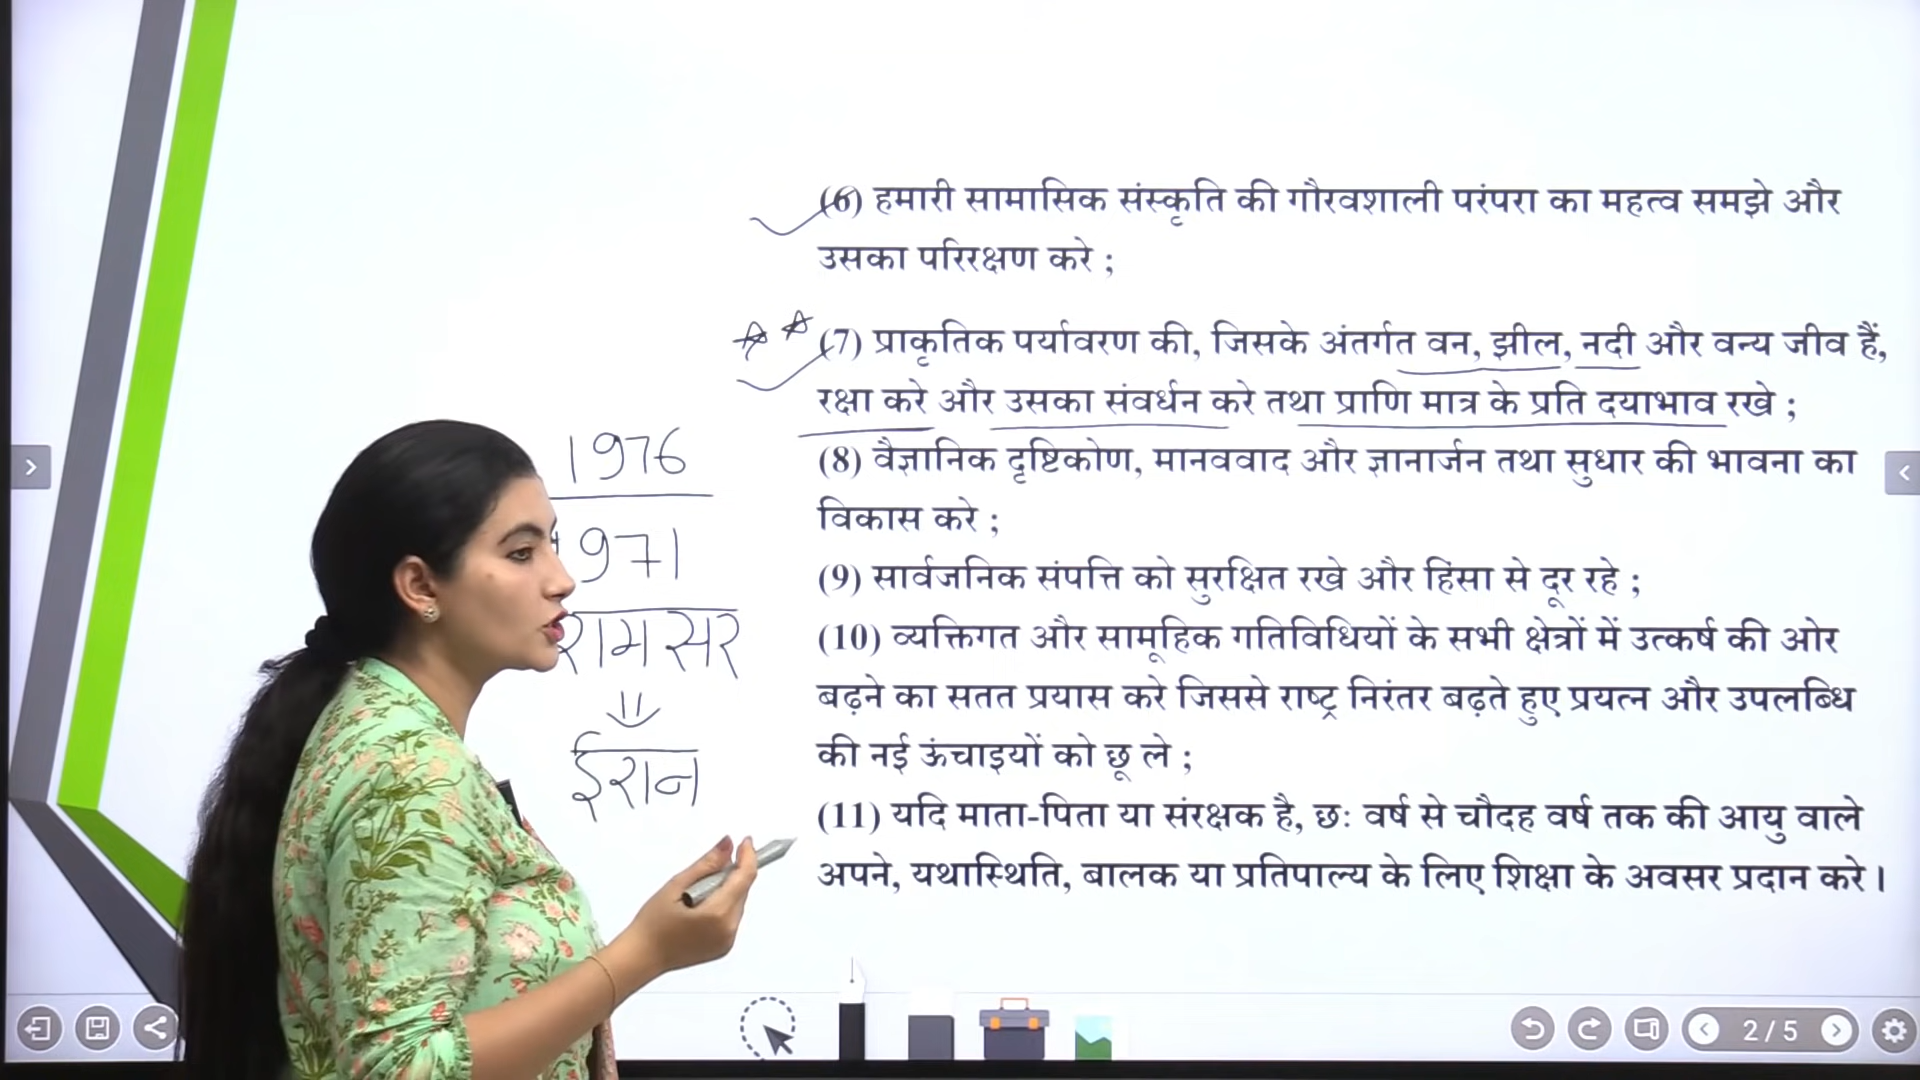 (6) हमारी सामासिक संस्कृति की गौरवशाली परंपरा का महत्व समझे और
उसका परिरक्षण करे ;
(7) प्राकृतिक पर्यावरण की, जिसके अंतर्गत वन, झील, नदी और वन्य जीव हैं,
रक्षा करे और उसका संवर्धन करे तथा प्राणि मात्र के प्रति दयाभाव रखे ;
(8) वैज्ञानिक दृष्टिकोण, मानववाद और ज्ञानार्जन तथा सुधार की भावना का
विकास करे ;
(9) सार्वजनिक संपत्ति को सुरक्षित रखे और हिंसा से दूर रहे ;
(10) व्यक्तिगत और सामूहिक गतिविधियों के सभी क्षेत्रों में उत्कर्ष की ओर
बढ़ने का सतत प्रयास करे जिससे राष्ट्र निरंतर बढ़ते हुए प्रयत्न और उपलब्धि
की नई ऊंचाइयों को छू ले ;
(11) यदि माता-पिता या संरक्षक है, छः वर्ष से चौदह वर्ष तक की आयु वाले
अपने, यथास्थिति, बालक या प्रतिपाल्य के लिए शिक्षा के अवसर प्रदान करे ।
1976
1971
रामसर
ईरान
2 / 5